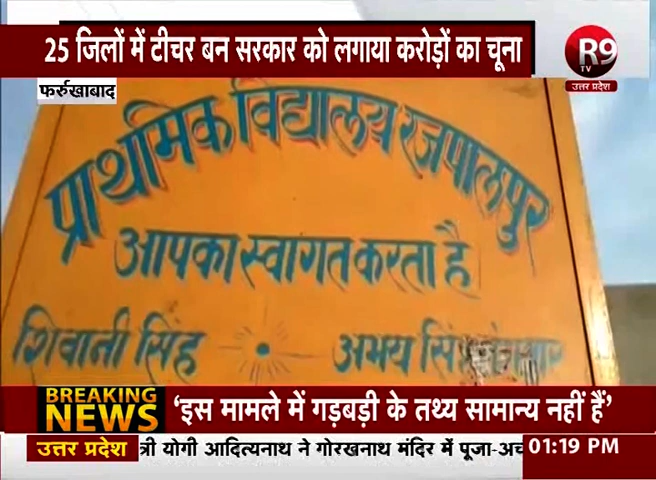 25 जिलों में टीचर बन सरकार को लगाया करोड़ों का चूना
R9
TV
उत्तर प्रदेश
फर्रुखाबाद
प्राथमिक विद्यालय रजपालपुर
आपका स्वागत करता है
शिवानी सिंह
अभय सिंह
BREAKING NEWS
‘इस मामले में गड़बड़ी के तथ्य सामान्य नहीं हैं’
उत्तर प्रदेश
त्री योगी आदित्यनाथ ने गोरखनाथ मंदिर में पूजा-अच
01:19 PM